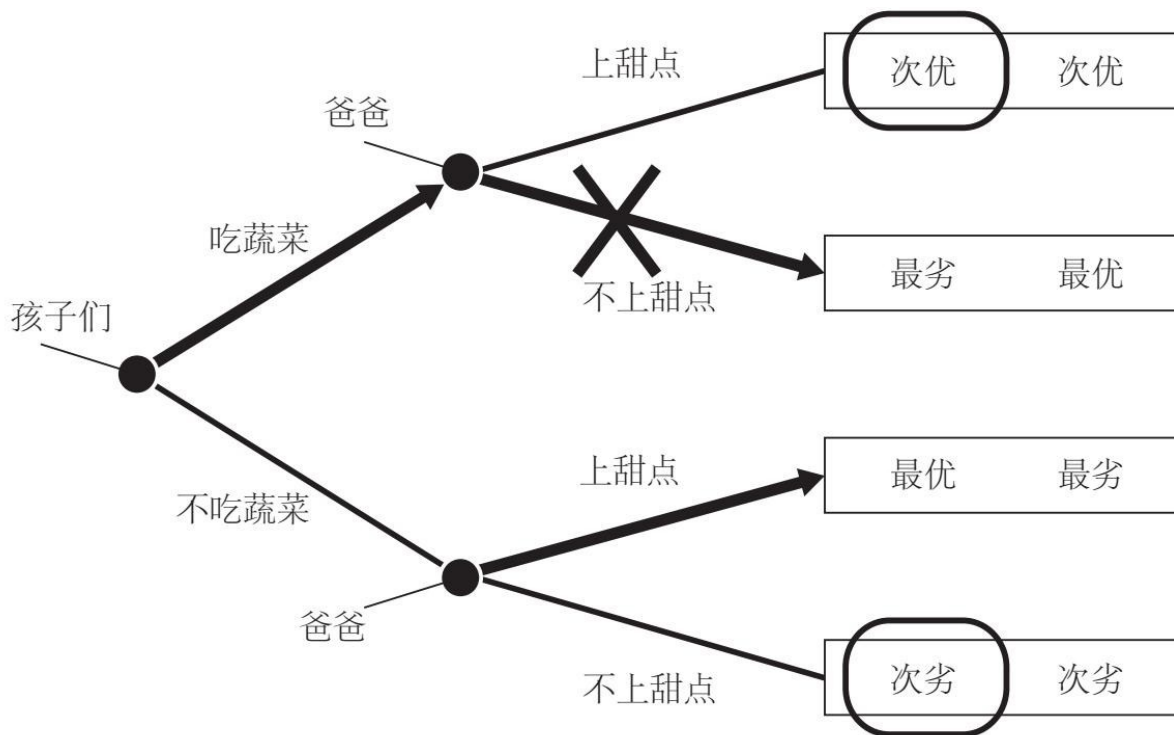 上甜点
次优 次优
爸爸
吃蔬菜
不上甜点
最劣 最优
孩子们
上甜点
最优 最劣
不吃蔬菜
爸爸
不上甜点
次劣 次劣